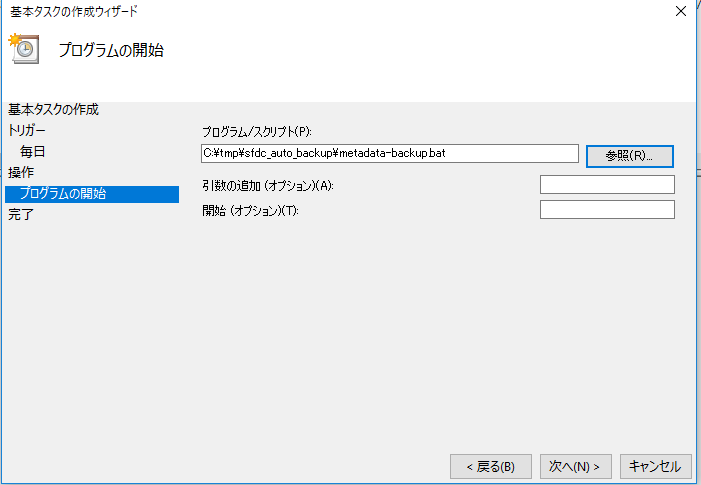 基本タスクの作成ウィザード
プログラムの開始
基本タスクの作成
トリガー
毎日
操作
プログラムの開始
完了
プログラム/スクリプト(P):
C:¥tmp¥sfdc_auto_backup¥metadata-backup.bat
参照(R)...
引数の追加 (オプション)(A):
開始 (オプション)(T):
< 戻る(B)
次へ(N) >
キャンセル